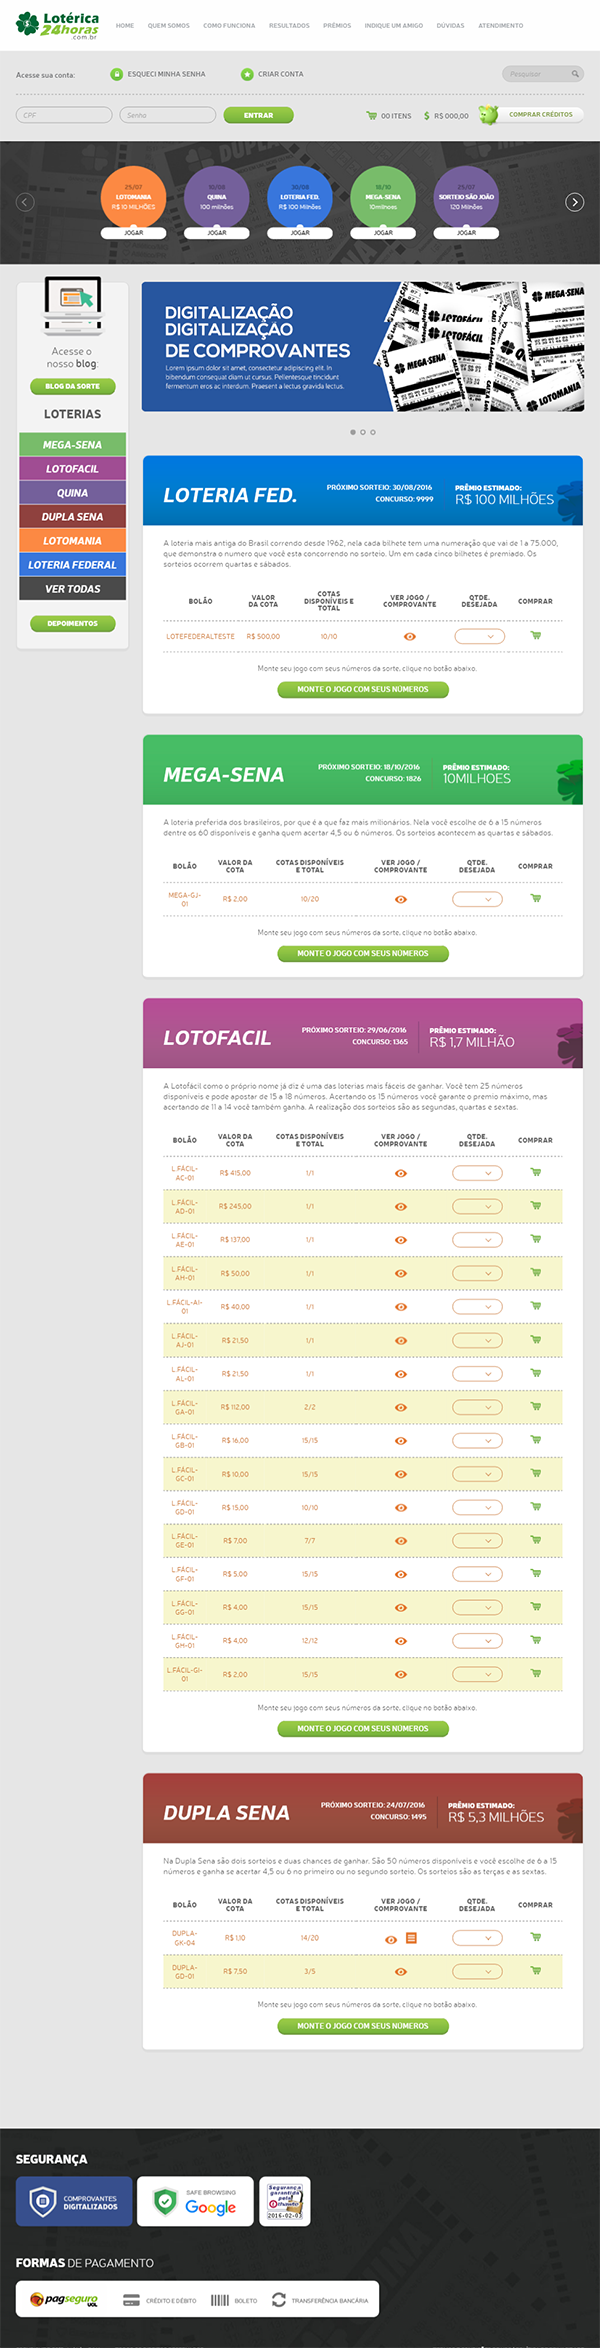 Lotérica
24horas
.com.br
HOME QUEM SOMOS COMO FUNCIONA RESULTADOS PRÊMIOS INDIQUE UM AMIGO DÚVIDAS ATENDIMENTO
Acesse sua conta: ESQUECI MINHA SENHA CRIAR CONTA Pesquisar
CPF Senha ENTRAR 00 ITENS $ R$ 000,00 COMPRAR CRÉDITOS
25/07 LOTOMANIA R$ 10 MILHÕES JOGAR
QUINA 100 milhões JOGAR
30/08 LOTERIA FED. R$ 100 Milhões JOGAR
18/10 MEGA-SENA 10milhoes JOGAR
25/07 SORTEIO SÃO JOÃO 120 Milhões JOGAR
Acesse o
nosso blog:
BLOG DA SORTE
LOTERIAS
MEGA-SENA
LOTOFACIL
QUINA
DUPLA SENA
LOTOMANIA
LOTERIA FEDERAL
VER TODAS
DEPOIMENTOS
DIGITALIZAÇÃO
DIGITALIZAÇÃO
DE COMPROVANTES
Lorem ipsum dolor sit amet, consectetur adipiscing elit. In
bibendum consequat diam ut cursus. Pellentesque tincidunt
fermentum eros ac interdum. Praesent a lectus gravida lectus.
MEGA-SENA
LOTOFÁCIL
MEGA-SENA
LOTOMANIA
LOTERIA FED.
PRÓXIMO SORTEIO: 30/08/2016
CONCURSO: 9999
PRÊMIO ESTIMADO:
R$ 100 MILHÕES
A loteria mais antiga do Brasil correndo desde 1962, nela cada bilhete tem uma numeração que vai de 1 a 75.000,
que demonstra o numero que você esta concorrendo no sorteio. Um em cada cinco bilhetes é premiado. Os
sorteios ocorrem quartas e sábados.
BOLÃO VALOR DA COTA COTAS DISPONÍVEIS E TOTAL VER JOGO / COMPROVANTE QTDE. DESEJADA COMPRAR
LOTEFEDERALTESTE R$ 500,00 10/10
Monte seu jogo com seus números da sorte, clique no botão abaixo.
MONTE O JOGO COM SEUS NÚMEROS
MEGA-SENA
PRÓXIMO SORTEIO: 18/10/2016
CONCURSO: 1826
PRÊMIO ESTIMADO:
10MILHOES
A loteria preferida dos brasileiros, por que é a que faz mais milionários. Nela você escolhe de 6 a 15 números
dentre os 60 disponíveis e ganha quem acertar 4,5 ou 6 números. Os sorteios acontecem as quartas e sábados.
BOLÃO VALOR DA COTA COTAS DISPONÍVEIS E TOTAL VER JOGO / COMPROVANTE QTDE. DESEJADA COMPRAR
MEGA-GJ-01 R$ 2,00 10/20
Monte seu jogo com seus números da sorte, clique no botão abaixo.
MONTE O JOGO COM SEUS NÚMEROS
LOTOFACIL
PRÓXIMO SORTEIO: 29/06/2016
CONCURSO: 1365
PRÊMIO ESTIMADO:
R$ 1,7 MILHÃO
A Lotofácil como o próprio nome já diz é uma das loterias mais fáceis de ganhar. Você tem 25 números
disponíveis e pode apostar de 15 a 18 números. Acertando os 15 números você garante o premio máximo, mas
acertando de 11 a 14 você também ganha. A realização dos sorteios são as segundas, quartas e sextas.
BOLÃO VALOR DA COTA COTAS DISPONÍVEIS E TOTAL VER JOGO / COMPROVANTE QTDE. DESEJADA COMPRAR
L.FÁCIL-AC-01 R$ 415,00 1/1
L.FÁCIL-AD-01 R$ 245,00 1/1
L.FÁCIL-AE-01 R$ 137,00 1/1
L.FÁCIL-AH-01 R$ 50,00 1/1
L.FÁCIL-AI-01 R$ 40,00 1/1
L.FÁCIL-AJ-01 R$ 21,50 1/1
L.FÁCIL-AL-01 R$ 21,50 1/1
L.FÁCIL-GA-01 R$ 112,00 2/2
L.FÁCIL-GB-01 R$ 16,00 15/15
L.FÁCIL-GC-01 R$ 10,00 15/15
L.FÁCIL-GD-01 R$ 15,00 10/10
L.FÁCIL-GE-01 R$ 7,00 7/7
L.FÁCIL-GF-01 R$ 5,00 15/15
L.FÁCIL-GG-01 R$ 4,00 15/15
L.FÁCIL-GH-01 R$ 4,00 12/12
L.FÁCIL-GI-01 R$ 2,00 15/15
Monte seu jogo com seus números da sorte, clique no botão abaixo.
MONTE O JOGO COM SEUS NÚMEROS
DUPLA SENA
PRÓXIMO SORTEIO: 24/07/2016
CONCURSO: 1495
PRÊMIO ESTIMADO:
R$ 5,3 MILHÕES
Na Dupla Sena são dois sorteios e duas chances de ganhar. São 50 números disponíveis e você escolhe de 6 a 15
números e ganha se acertar 4,5 ou 6 no primeiro ou no segundo sorteio. Os sorteios são as terças e as sextas.
BOLÃO VALOR DA COTA COTAS DISPONÍVEIS E TOTAL VER JOGO / COMPROVANTE QTDE. DESEJADA COMPRAR
DUPLA-GK-04 R$ 1,10 14/20
DUPLA-GD-01 R$ 7,50 3/5
Monte seu jogo com seus números da sorte, clique no botão abaixo.
MONTE O JOGO COM SEUS NÚMEROS
SEGURANÇA
COMPROVANTES
DIGITALIZADOS
SAFE BROWSING
Google
Segurança
garantida
pelo
2016-02-03
FORMAS DE PAGAMENTO
pagseguro UOL CRÉDITO E DÉBITO BOLETO TRANSFERÊNCIA BANCÁRIA